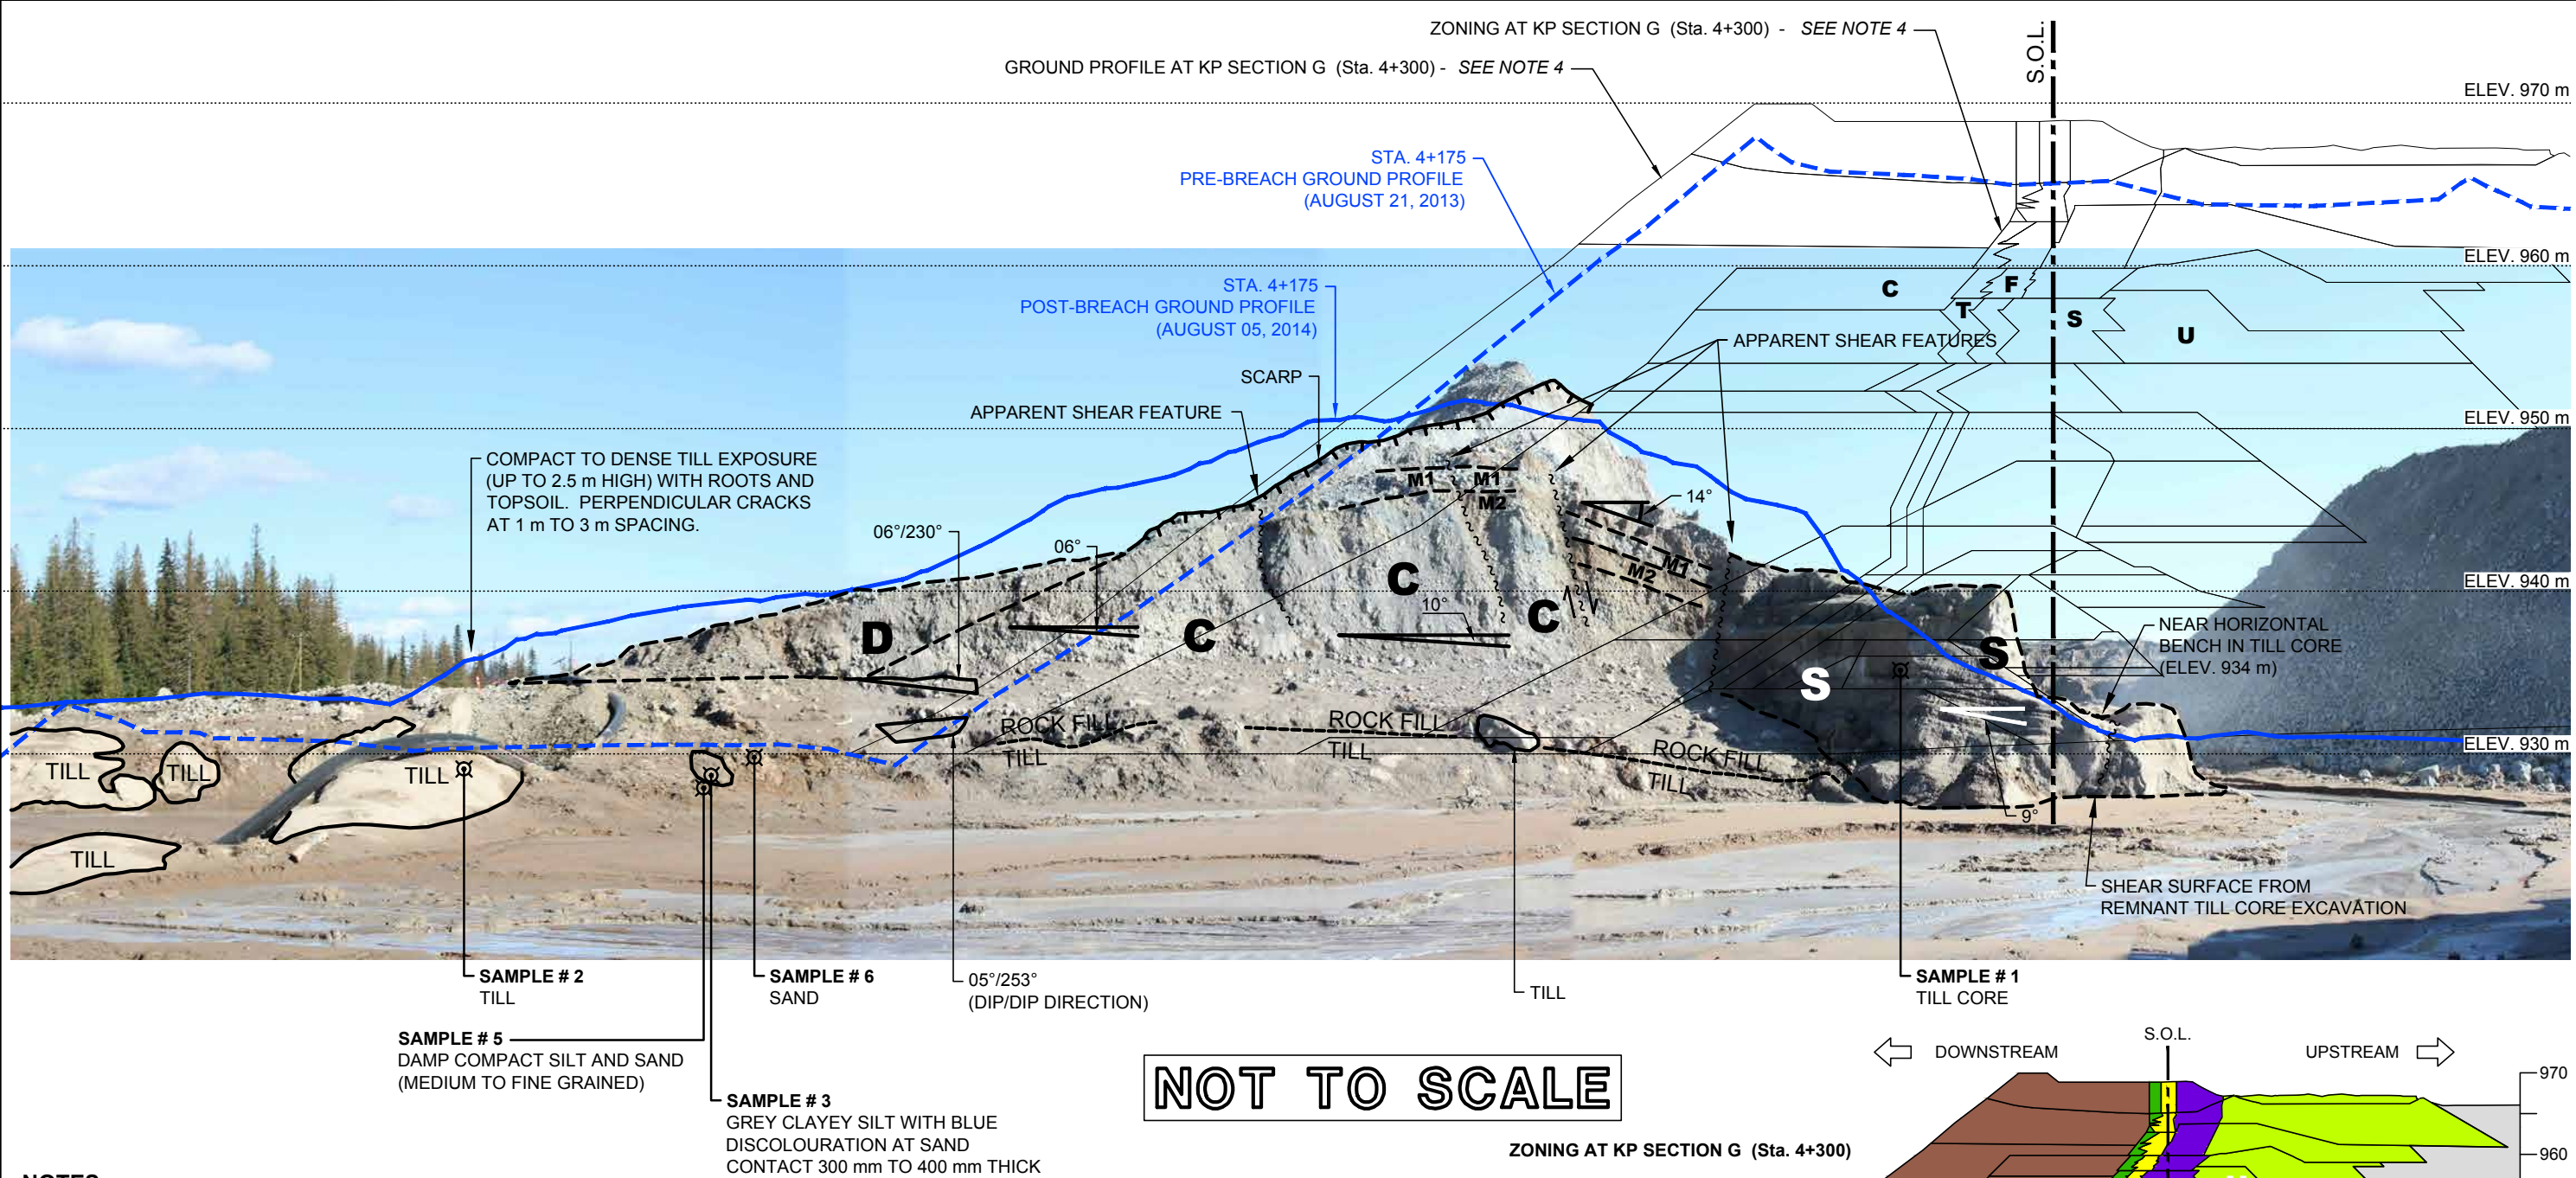 ZONING AT KP SECTION G (Sta. 4+300) - SEE NOTE 4
S.O.L.
GROUND PROFILE AT KP SECTION G (Sta. 4+300) - SEE NOTE 4
ELEV. 970 m
STA. 4+175
PRE-BREACH GROUND PROFILE
(AUGUST 21, 2013)
ELEV. 960 m
STA. 4+175
POST-BREACH GROUND PROFILE
(AUGUST 05, 2014)
C
F
T
S
U
APPARENT SHEAR FEATURES
SCARP
APPARENT SHEAR FEATURE
ELEV. 950 m
COMPACT TO DENSE TILL EXPOSURE
(UP TO 2.5 m HIGH) WITH ROOTS AND
TOPSOIL. PERPENDICULAR CRACKS
AT 1 m TO 3 m SPACING.
M1
M1
M2
14°
06°/230°
06°
M1
M2
ELEV. 940 m
C
10°
C
C
D
S
S
NEAR HORIZONTAL
BENCH IN TILL CORE
(ELEV. 934 m)
ROCK FILL
TILL
ROCK FILL
TILL
ROCK FILL
TILL
ELEV. 930 m
TILL
TILL
TILL
TILL
9°
SHEAR SURFACE FROM
REMNANT TILL CORE EXCAVATION
SAMPLE # 2
TILL
SAMPLE # 6
SAND
05°/253°
(DIP/DIP DIRECTION)
TILL
SAMPLE # 1
TILL CORE
SAMPLE # 5
DAMP COMPACT SILT AND SAND
(MEDIUM TO FINE GRAINED)
SAMPLE # 3
GREY CLAYEY SILT WITH BLUE
DISCOLOURATION AT SAND
CONTACT 300 mm TO 400 mm THICK
NOT TO SCALE
S.O.L.
DOWNSTREAM
UPSTREAM
970
ZONING AT KP SECTION G (Sta. 4+300)
960
NOTES